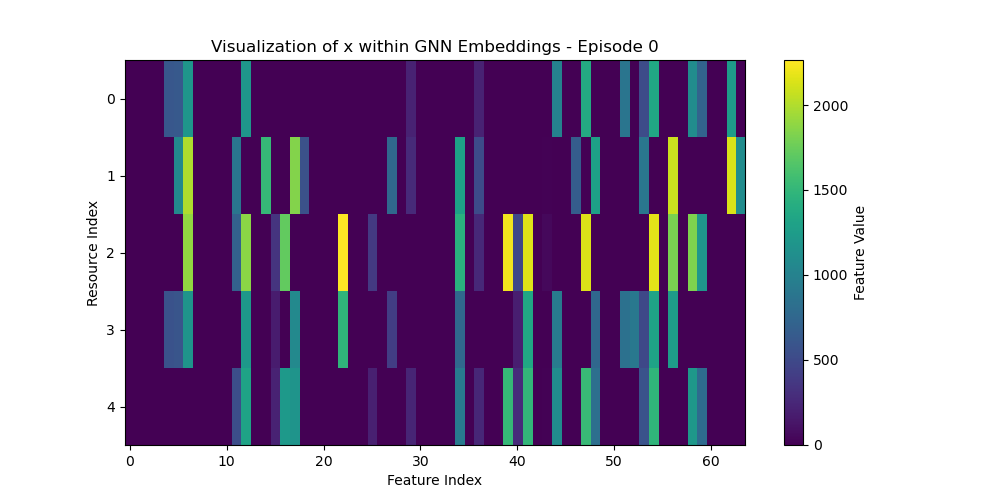 Visualization of x within GNN Embeddings - Episode 0
Resource Index
0
1
2
3
4
0 10 20 30 40 50 60
Feature Index
2000
1500
1000
500
0
Feature Value